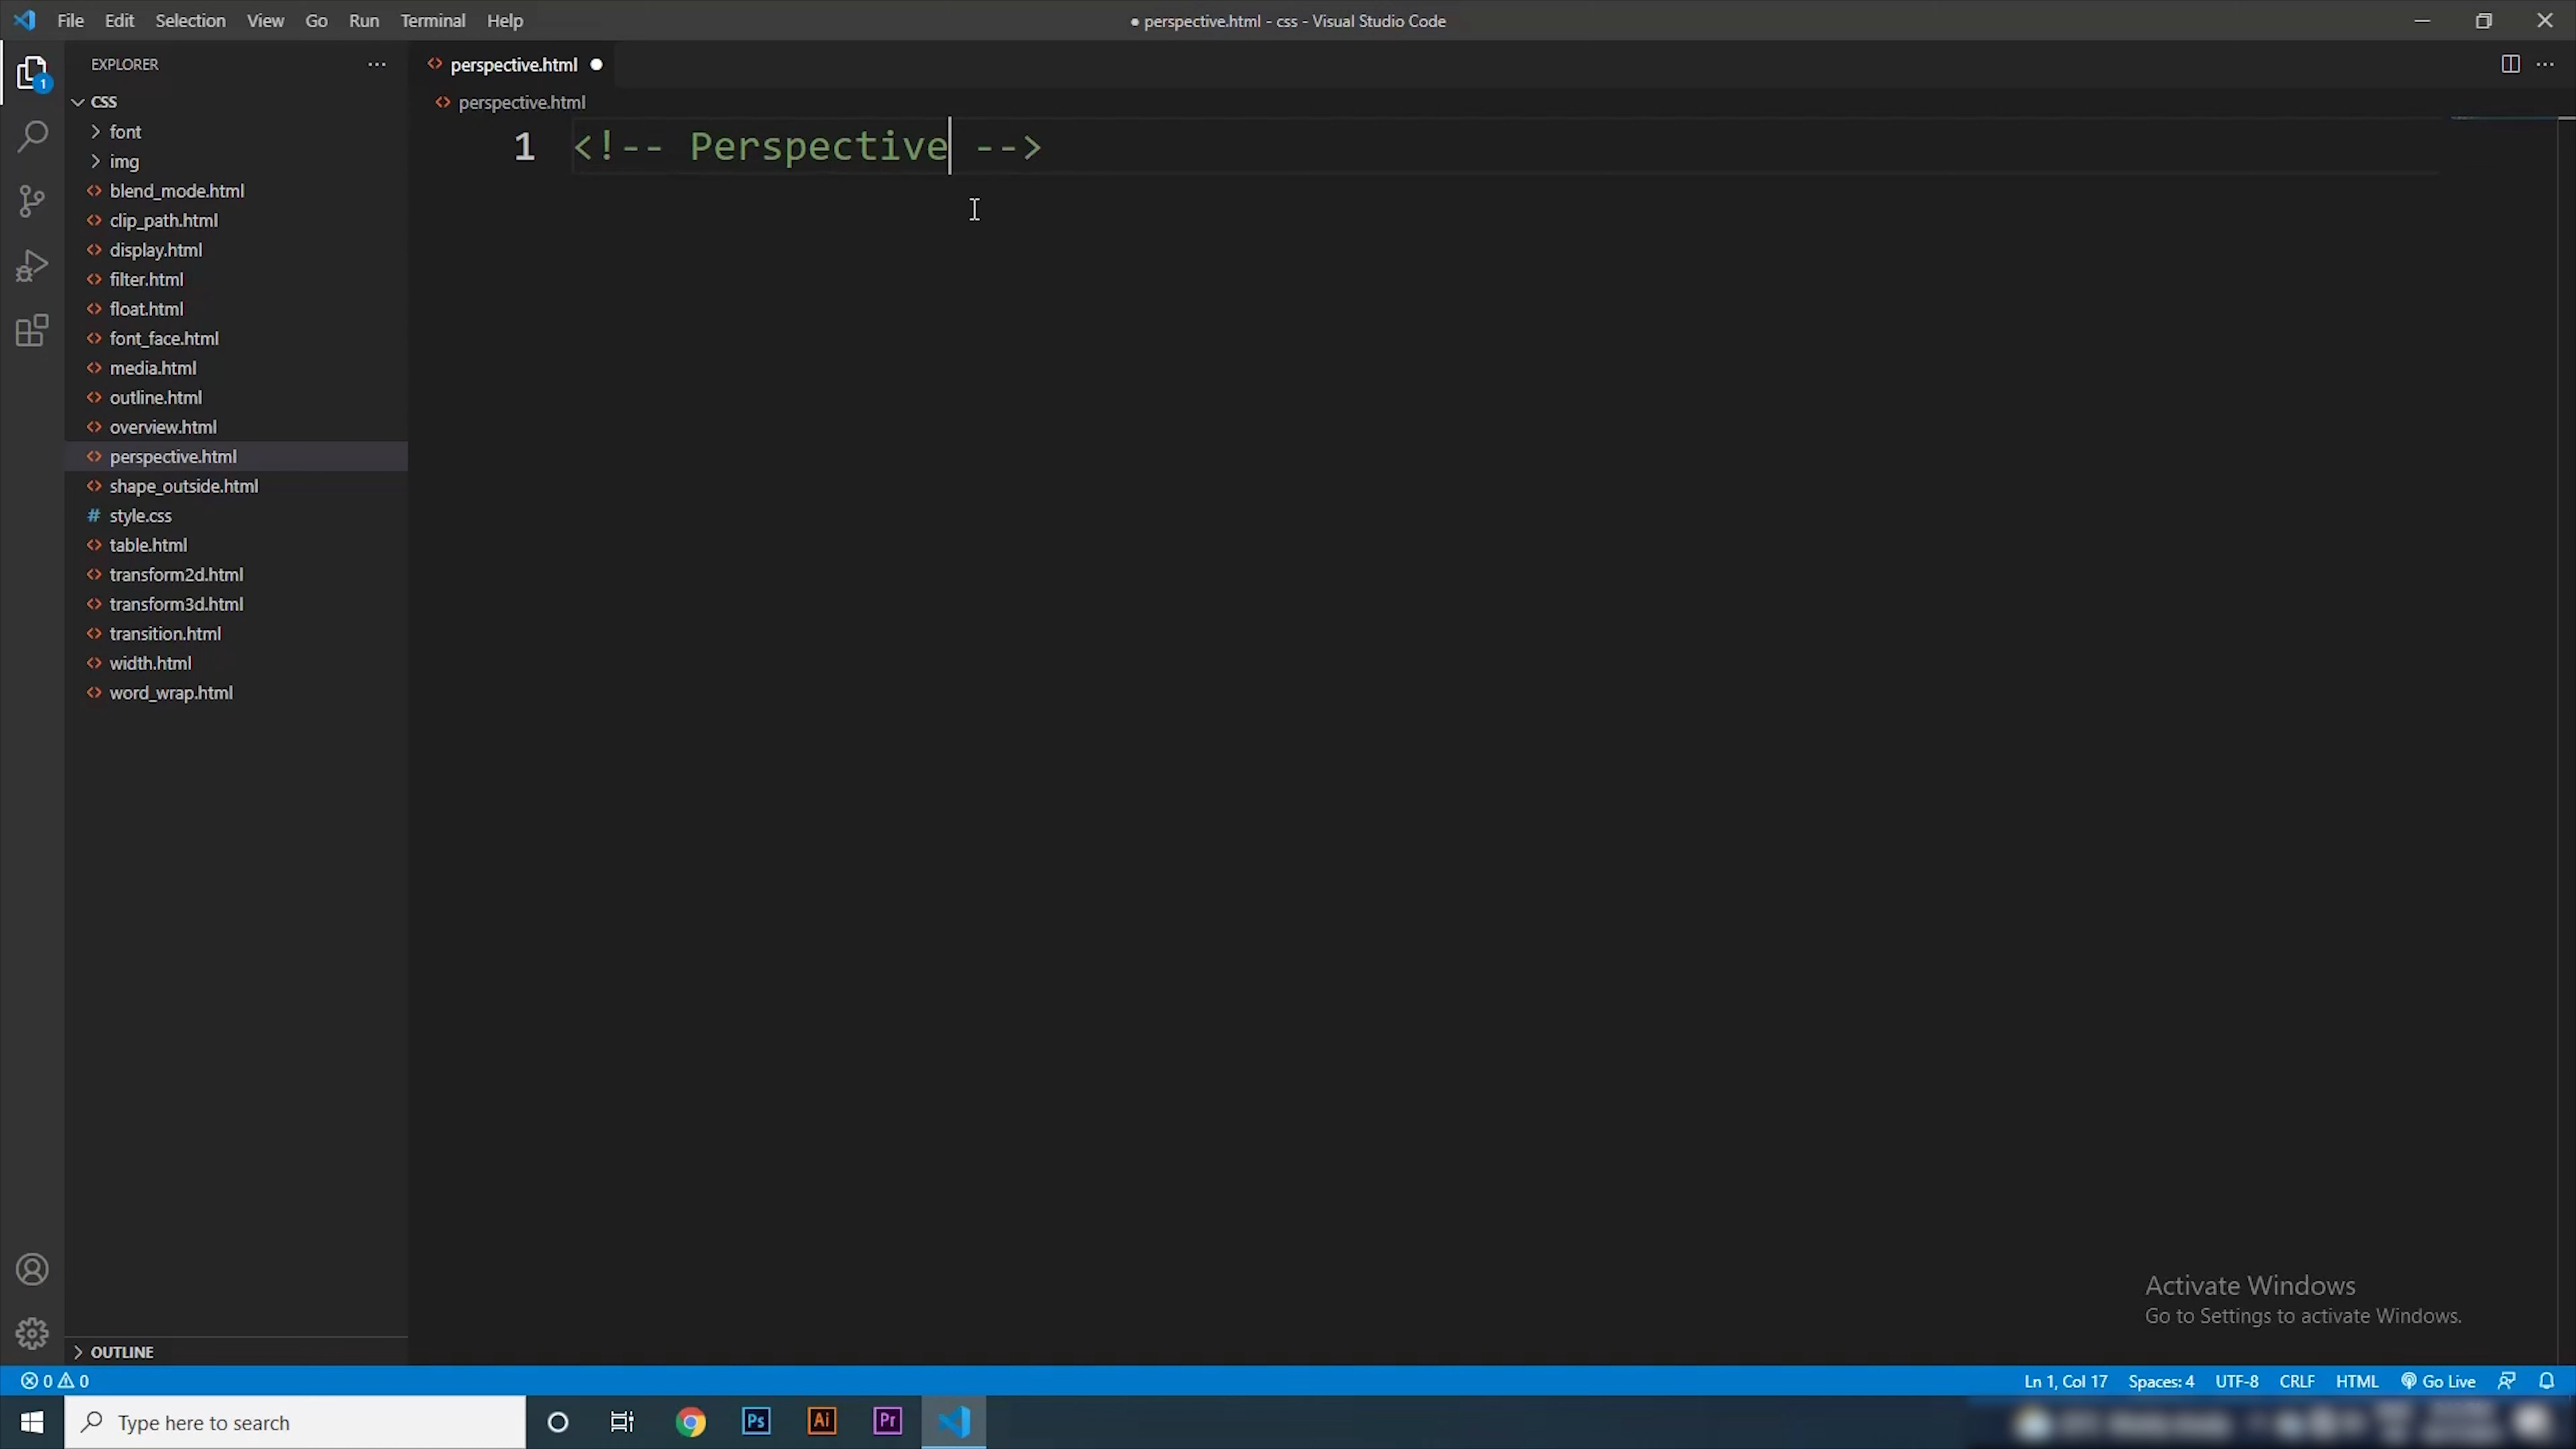 File Edit Selection View Go Run Terminal Help
● perspective.html - css - Visual Studio Code
EXPLORER
1
CSS
font
img
blend_mode.html
clip_path.html
display.html
filter.html
float.html
font_face.html
media.html
outline.html
overview.html
perspective.html
shape_outside.html
# style.css
table.html
transform2d.html
transform3d.html
transition.html
width.html
word_wrap.html
OUTLINE
perspective.html
perspective.html
1 <!-- Perspective -->
Activate Windows
Go to Settings to activate Windows.
0 0
Ln 1, Col 17 Spaces: 4 UTF-8 CRLF HTML Go Live
Type here to search
Ps Ai Pr